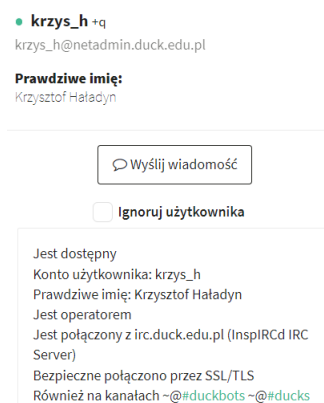 krzys_h +q
krzys_h@netadmin.duck.edu.pl
Prawdziwe imię:
Krzysztof Haładyn
Wyślij wiadomość
Ignoruj użytkownika
Jest dostępny
Konto użytkownika: krzys_h
Prawdziwe imię: Krzysztof Haładyn
Jest operatorem
Jest połączony z irc.duck.edu.pl (InspIRCd IRC
Server)
Bezpieczne połączono przez SSL/TLS
Również na kanałach ~@#duckbots ~@#ducks